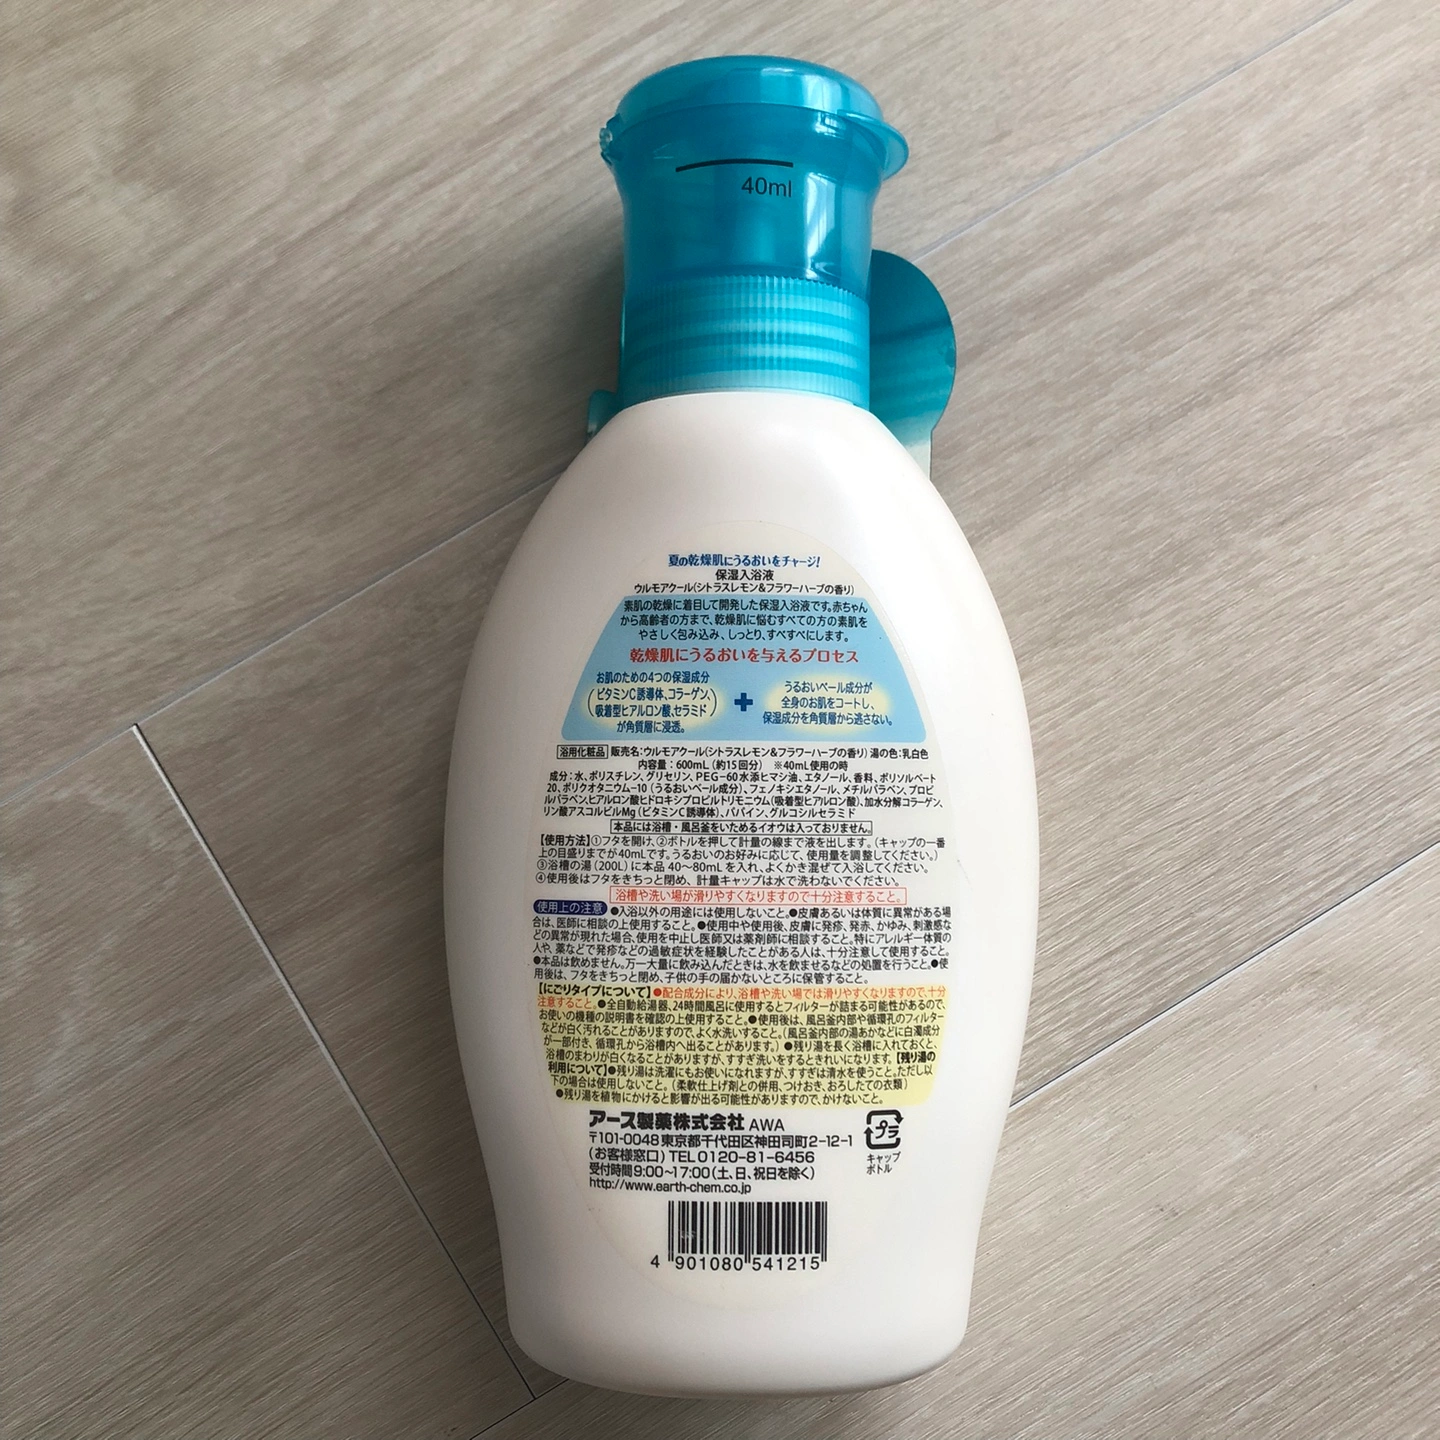 40ml
夏の乾燥肌にうるおいをチャージ!
保湿入浴液
ウルモアクール(シトラスレモン&フラワーハーブの香り)
素肌の乾燥に着目して開発した保湿入浴液です。赤ちゃん
から高齢者の方まで、乾燥肌に悩むすべての方の素肌を
やさしく包み込み、しっとり、すべすべにします。
乾燥肌にうるおいを与えるプロセス
お肌のための4つの保湿成分
(ビタミンC誘導体、コラーゲン、
吸着型ヒアルロン酸、セラミド)
が角質層に浸透。
+
うるおいベール成分が
全身のお肌をコートし、
保湿成分を角質層から逃さない。
浴用化粧品 販売名:ウルモアクール(シトラスレモン&フラワーハーブの香り) 湯の色:乳白色
内容量:600mL(約15回分) ※40mL使用の時
成分:水、ポリスチレン、グリセリン、PEG-60水添ヒマシ油、エタノール、香料、ポリソルベート
20、ポリクオタニウム-10(うるおいベール成分)、フェノキシエタノール、メチルパラベン、プロピ
ルパラベン、ヒアルロン酸ヒドロキシプロピルトリモニウム(吸着型ヒアルロン酸)、加水分解コラーゲン、
リン酸アスコルビルMg(ビタミンC誘導体)、パパイン、グルコシルセラミド
本品には浴槽・風呂釜をいためるイオウは入っておりません。
【使用方法】①フタを開け、②ボトルを押して計量の線まで液を出します。(キャップの一番
上の目盛りまでが40mLです。うるおいのお好みに応じて、使用量を調整してください。)
③浴槽の湯(200L)に本品 40〜80mLを入れ、よくかき混ぜて入浴してください。
④使用後はフタをきちっと閉め、計量キャップは水で洗わないでください。
浴槽や洗い場が滑りやすくなりますので十分注意すること。
使用上の注意 ●入浴以外の用途には使用しないこと。●皮膚あるいは体質に異常がある場
合は、医師に相談の上使用すること。●使用中や使用後、皮膚に発疹、発赤、かゆみ、刺激感な
どの異常が現れた場合、使用を中止し医師又は薬剤師に相談すること。特にアレルギー体質の
人や、薬などで発疹などの過敏症状を経験したことがある人は、十分注意して使用すること。
●本品は飲めません。万一大量に飲み込んだときは、水を飲ませるなどの処置を行うこと。●使
用後は、フタをきちっと閉め、子供の手の届かないところに保管すること。
【にごりタイプについて】●配合成分により、浴槽や洗い場では滑りやすくなりますので、十分
注意すること。●全自動給湯器、24時間風呂に使用するとフィルターが詰まる可能性があるので、
お使いの機種の説明書を確認の上使用すること。●使用後は、風呂釜内部や循環孔のフィルター
などが白く汚れることがありますので、よく水洗いすること。(風呂釜内部の湯あかなどに白濁成分
が一部付き、循環孔から浴槽内へ出ることがあります。)●残り湯を長く浴槽に入れておくと、
浴槽のまわりが白くなることがありますが、すすぎ洗いをするときれいになります。【残り湯の
利用について】●残り湯は洗濯にもお使いになれますが、すすぎは清水を使うこと。ただし以
下の場合は使用しないこと。(柔軟仕上げ剤との併用、つけおき、おろしたての衣類)
●残り湯を植物にかけると影響が出る可能性がありますので、かけないこと。
アース製薬株式会社 AWA
〒101-0048 東京都千代田区神田司町2-12-1
(お客様窓口) TEL 0120-81-6456
受付時間 9:00〜17:00(土、日、祝日を除く)
http://www.earth-chem.co.jp
プラ
キャップ
ボトル
4 901080 541215